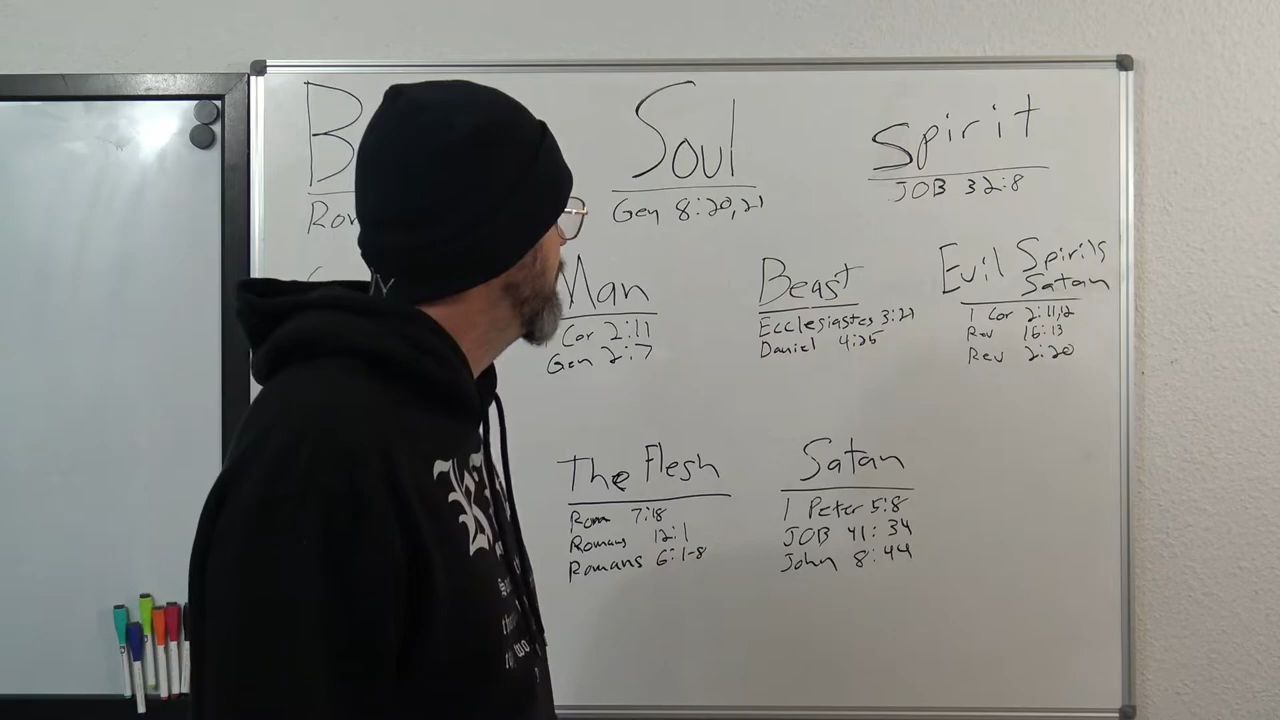 Soul
Gen 8:20,21
Spirit
JOB 32:8
Man
Cor 2:11
Gen 2:7
Beast
Ecclesiastes 3:21
Daniel 4:25
Evil Spirits
Satan
1 Cor 2:11,12
Rev 16:13
Rev 2:20
The Flesh
Rom 7:18
Romans 12:1
Romans 6:1-8
Satan
1 Peter 5:8
JOB 41:34
John 8:44